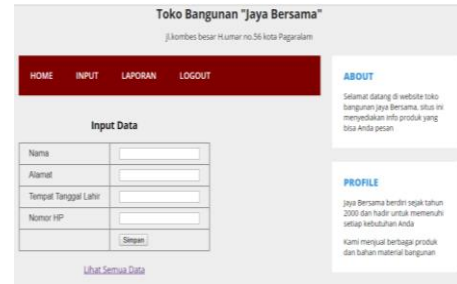 Toko Bangunan "Jaya Bersama"
jl.kombes besar H.umar no.56 kota Pagaralam
HOME INPUT LAPORAN LOGOUT
Input Data
Nama
Alamat
Tempat Tanggal Lahir
Nomor HP
Simpan
Lihat Semua Data
ABOUT
Selamat datang di website toko
bangunan Jaya Bersama, situs ini
menyediakan info produk yang
bisa Anda pesan
PROFILE
Jaya Bersama berdiri sejak tahun
2000 dan hadir untuk memenuhi
setiap kebutuhan Anda
Kami menjual berbagai produk
dan bahan material bangunan